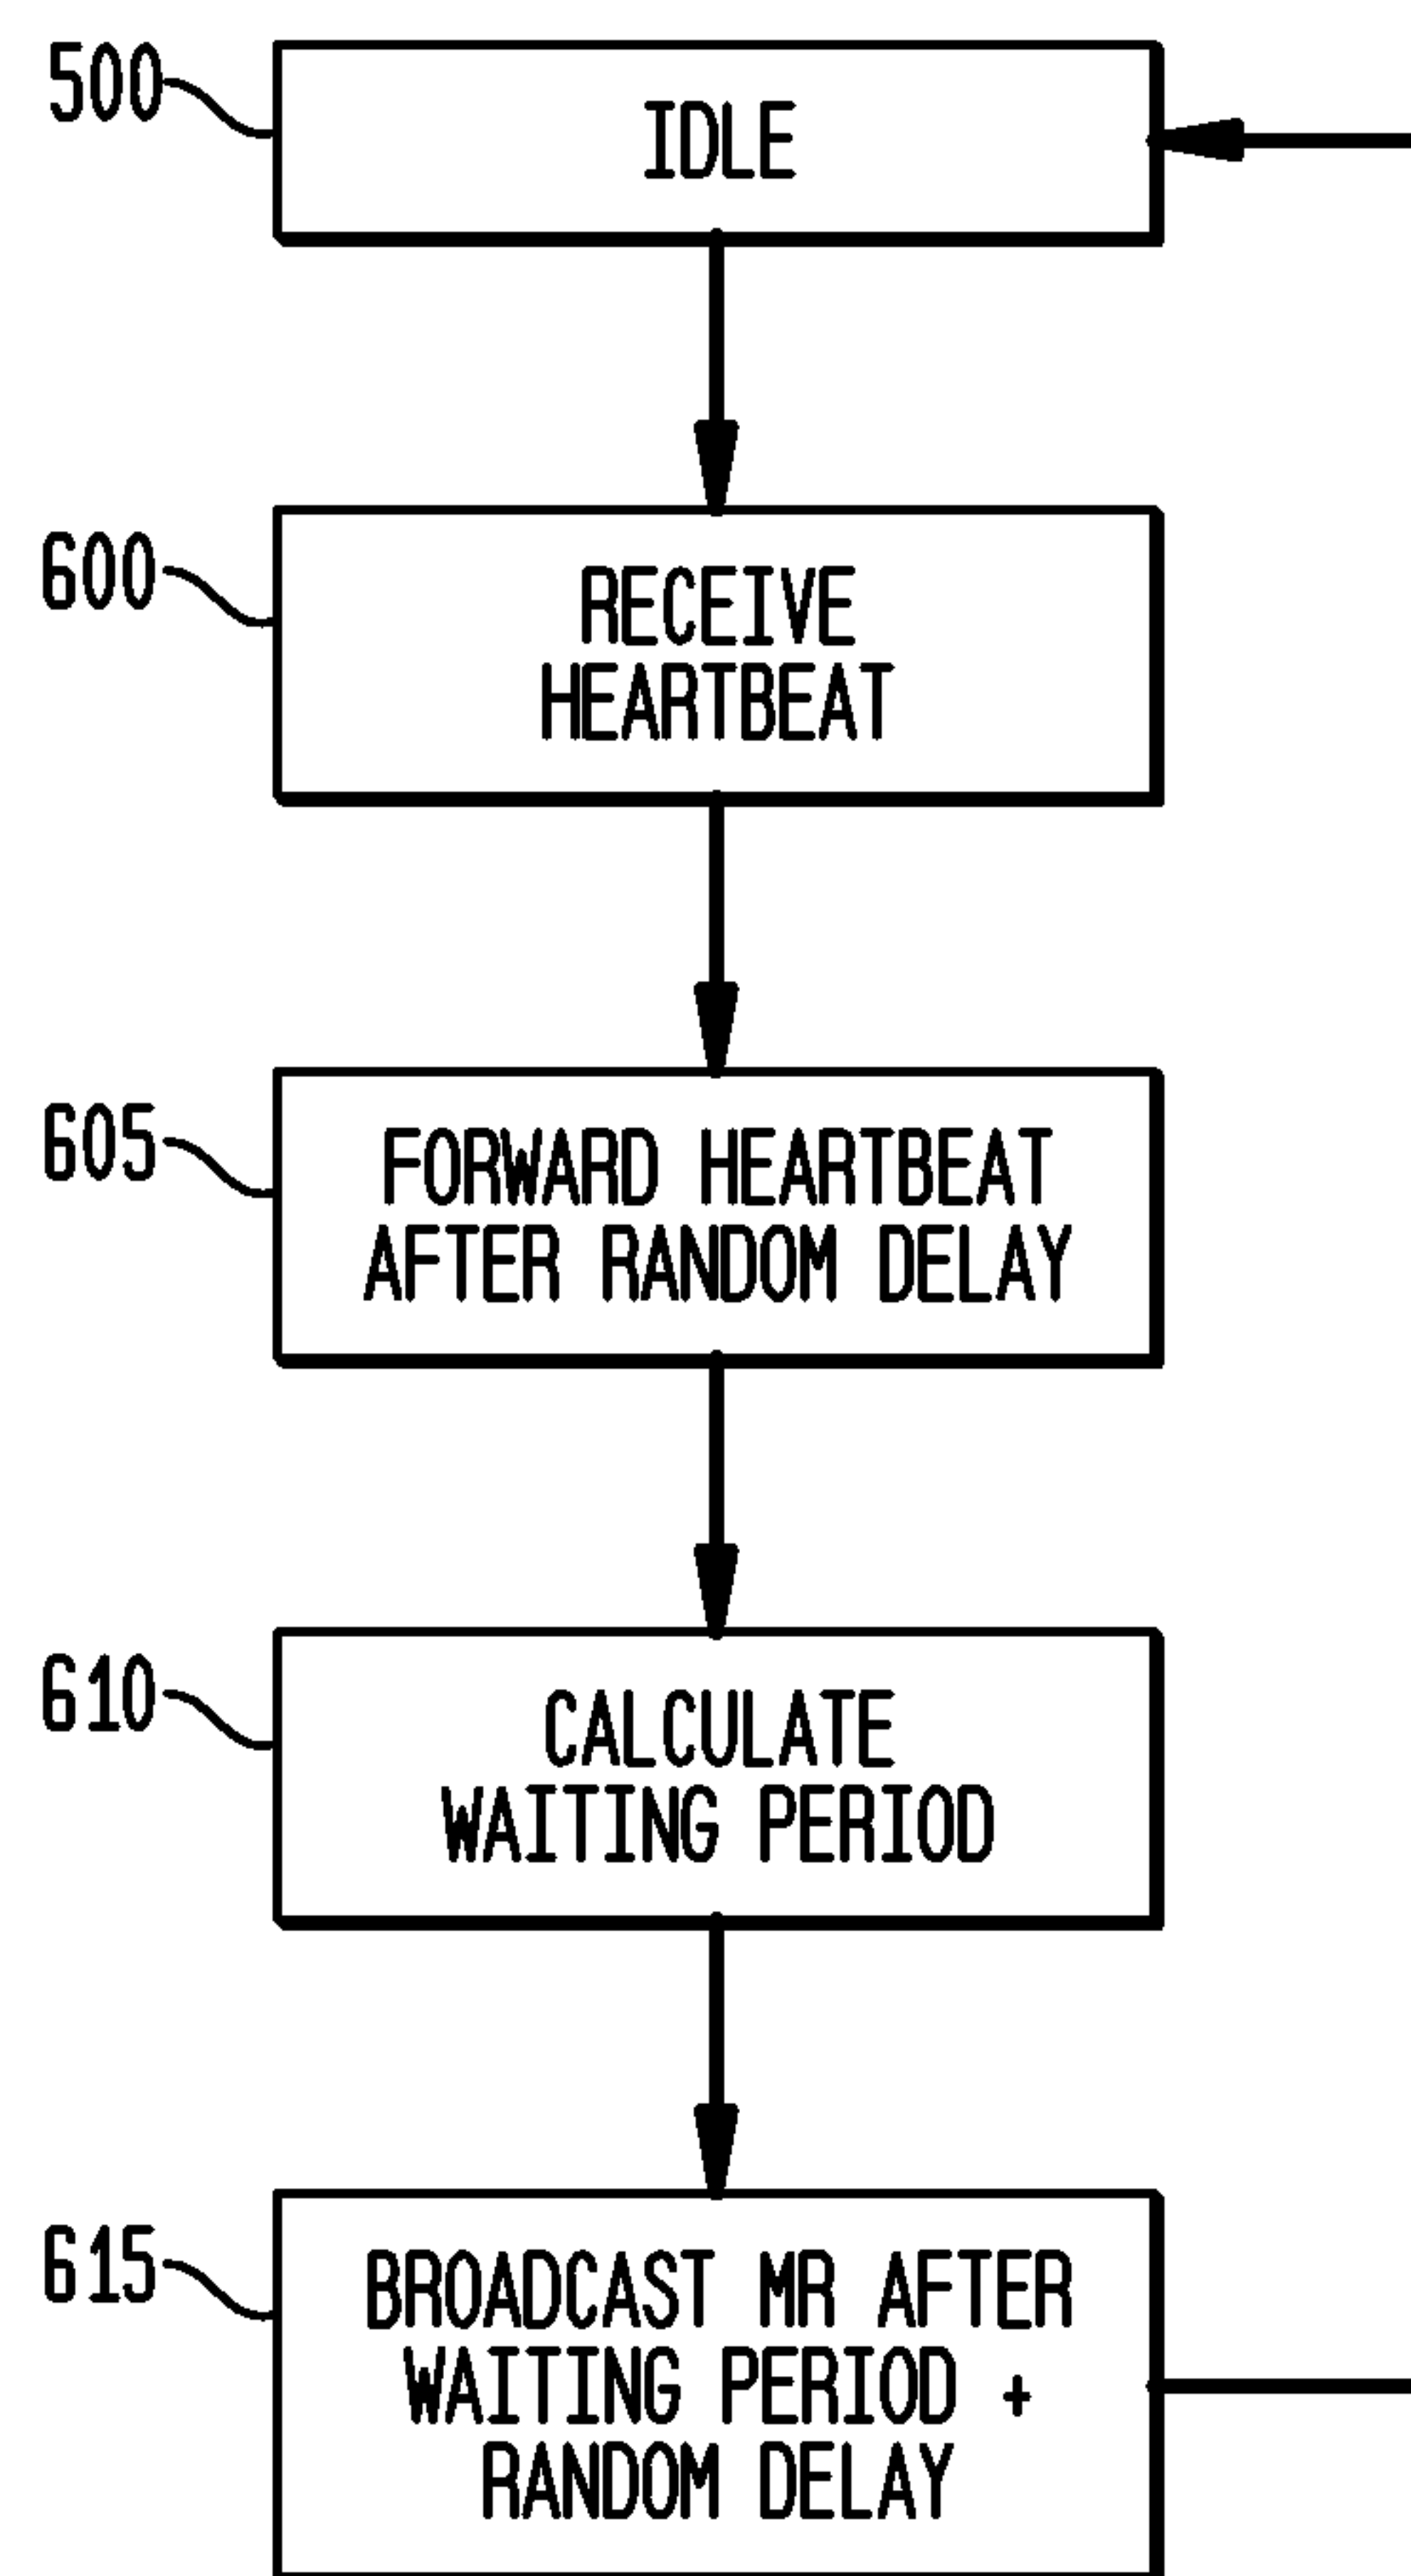 500
IDLE
600
RECEIVE
HEARTBEAT
605
FORWARD HEARTBEAT
AFTER RANDOM DELAY
610
CALCULATE
WAITING PERIOD
615
BROADCAST MR AFTER
WAITING PERIOD +
RANDOM DELAY